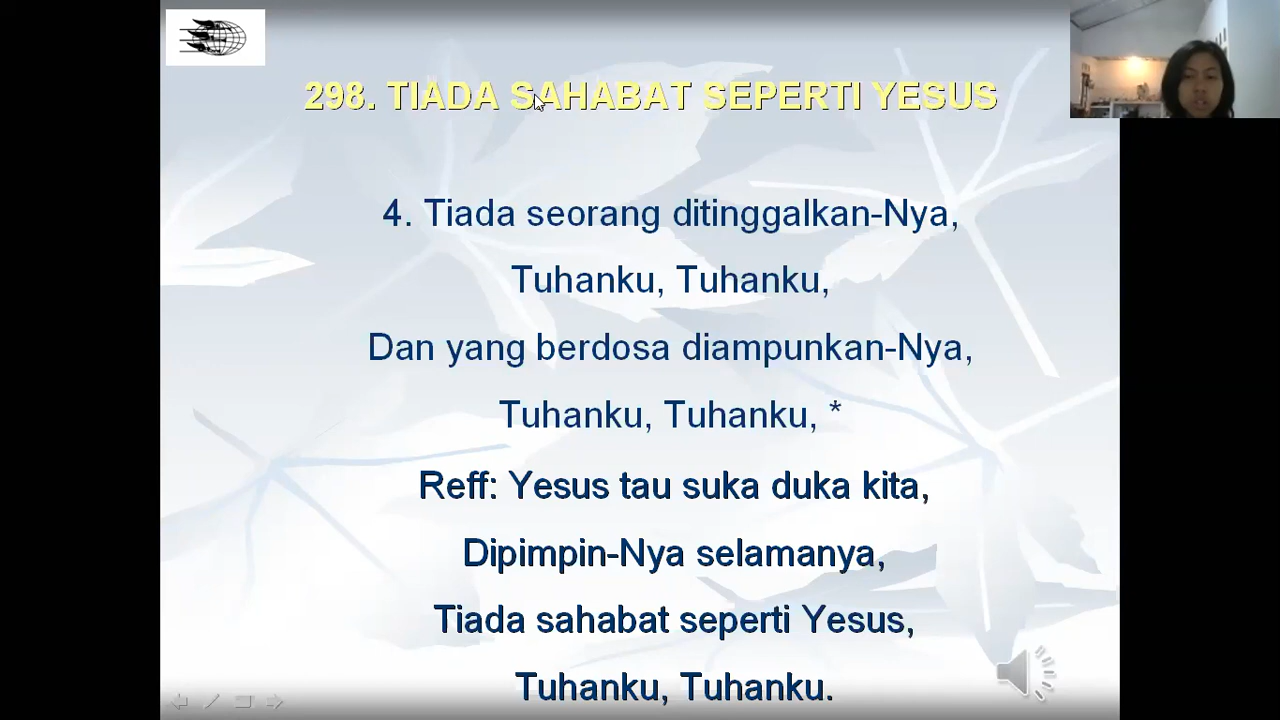 298. TIADA SAHABAT SEPERTI YESUS
4. Tiada seorang ditinggalkan-Nya,
Tuhanku, Tuhanku,
Dan yang berdosa diampunkan-Nya,
Tuhanku, Tuhanku, *
Reff: Yesus tau suka duka kita,
Dipimpin-Nya selamanya,
Tiada sahabat seperti Yesus,
Tuhanku, Tuhanku.